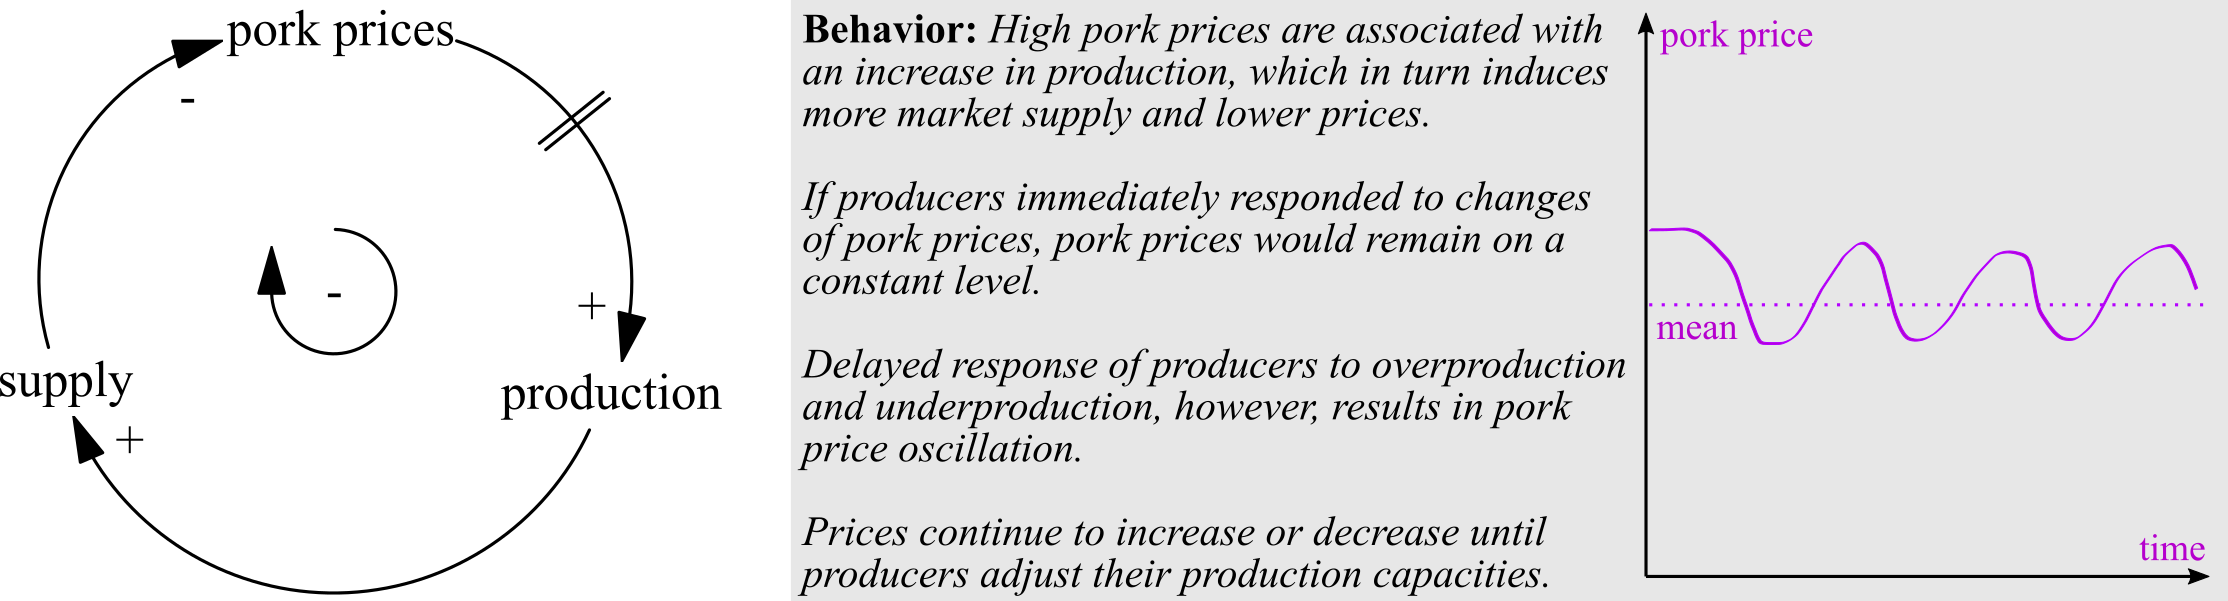 pork prices
-
-
+
supply
production
+
Behavior: High pork prices are associated with
an increase in production, which in turn induces
more market supply and lower prices.
If producers immediately responded to changes
of pork prices, pork prices would remain on a
constant level.
Delayed response of producers to overproduction
and underproduction, however, results in pork
price oscillation.
Prices continue to increase or decrease until
producers adjust their production capacities.
pork price
mean
time